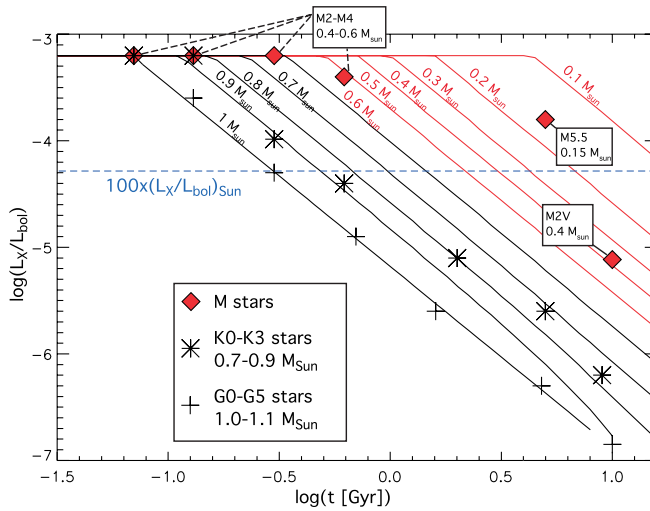 M2-M4
0.4-0.6 M_sun
-3
-4
-5
-6
-7
log(L_X/L_bol)
1 M_sun
0.9 M_sun
0.8 M_sun
0.7 M_sun
0.6 M_sun
0.5 M_sun
0.4 M_sun
0.3 M_sun
0.2 M_sun
0.1 M_sun
M5.5
0.15 M_sun
100x(L_X/L_bol)_Sun
M2V
0.4 M_sun
M stars
K0-K3 stars
0.7-0.9 M_Sun
G0-G5 stars
1.0-1.1 M_Sun
-1.5 -1.0 -0.5 0.0 0.5 1.0
log(t [Gyr])